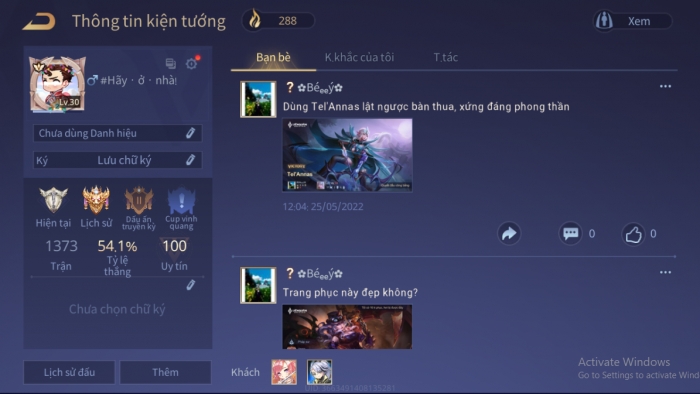 Thông tin kiện tướng
288
Xem
Bạn bè
K.khắc của tôi
T.tác
#Hãy · ở · nhà
Lv.30
Chưa dùng Danh hiệu
Ký
Lưu chữ ký
Hiện tại
Lịch sử
Dấu ấn truyền kỳ
Cup vinh quang
1373
54.1%
100
Trận
Tỷ lệ thắng
Uy tín
Chưa chọn chữ ký
Lịch sử đấu
Thêm
❓✿Béₑₑý✿
Dùng Tel'Annas lật ngược bàn thua, xứng đáng phong thần
Tel'Annas
12:04: 25/05/2022
0
0
❓✿Béₑₑý✿
Trang phục này đẹp không?
Khách
Activate Windows
Go to Settings to activate Wind